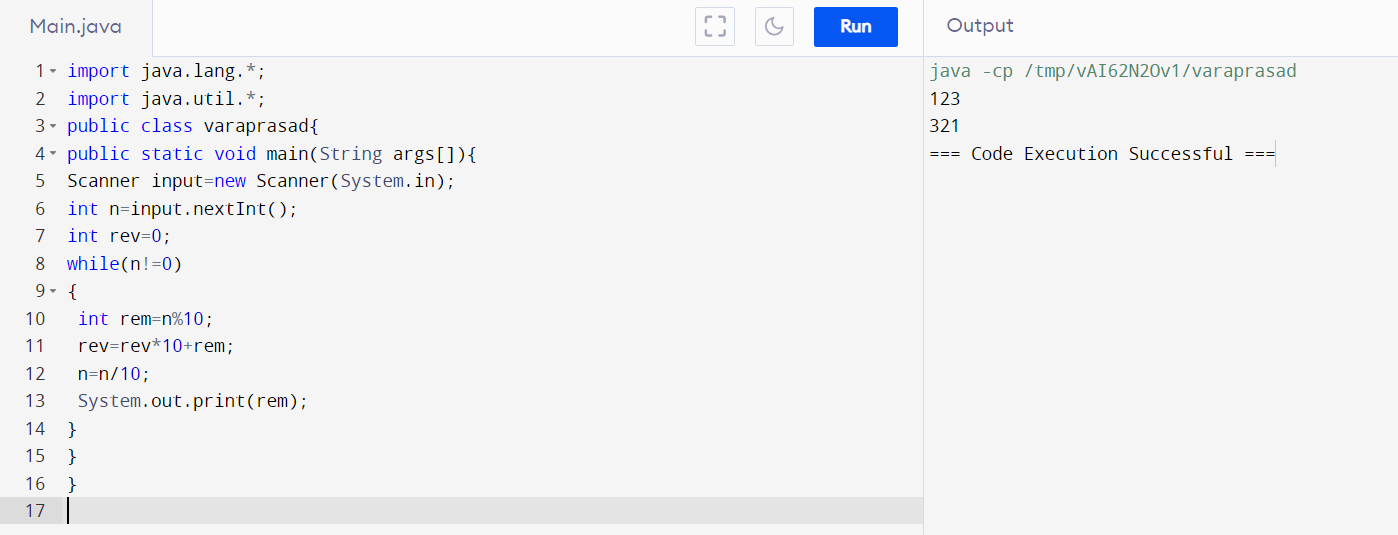 Main.java
Run
Output
1 import java.lang.*;
2 import java.util.*;
3 public class varaprasad{
4 public static void main(String args[]){
5 Scanner input=new Scanner(System.in);
6 int n=input.nextInt();
7 int rev=0;
8 while(n!=0)
9 {
10 int rem=n%10;
11 rev=rev*10+rem;
12 n=n/10;
13 System.out.print(rem);
14 }
15 }
16 }
17
java -cp /tmp/vAI62N2Ov1/varaprasad
123
321
=== Code Execution Successful ===